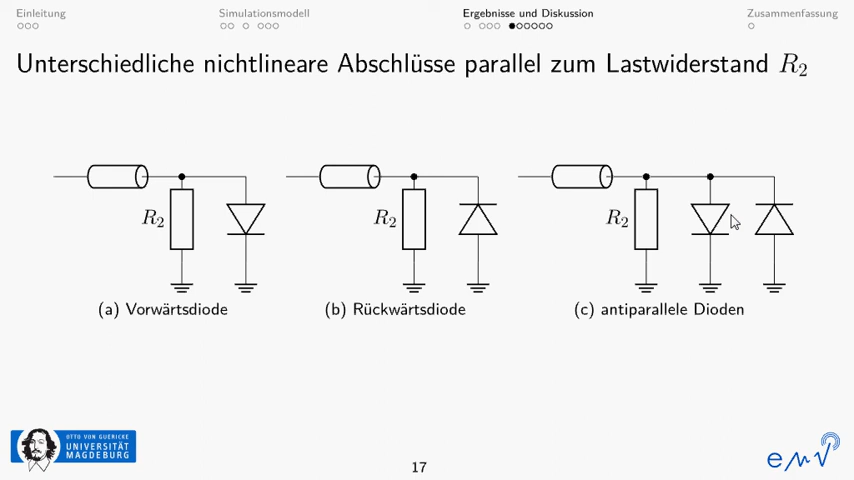 Einleitung
Simulationsmodell
Ergebnisse und Diskussion
Zusammenfassung
Unterschiedliche nichtlineare Abschlüsse parallel zum Lastwiderstand R₂
R₂
R₂
R₂
(a) Vorwärtsdiode
(b) Rückwärtsdiode
(c) antiparallele Dioden
OTTO VON GUERICKE
UNIVERSITÄT
MAGDEBURG
17
emv